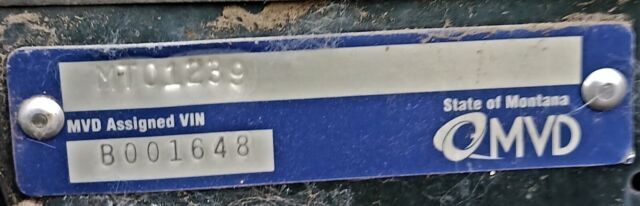 MT01239
State of Montana
MVD Assigned VIN
MVD
B001648